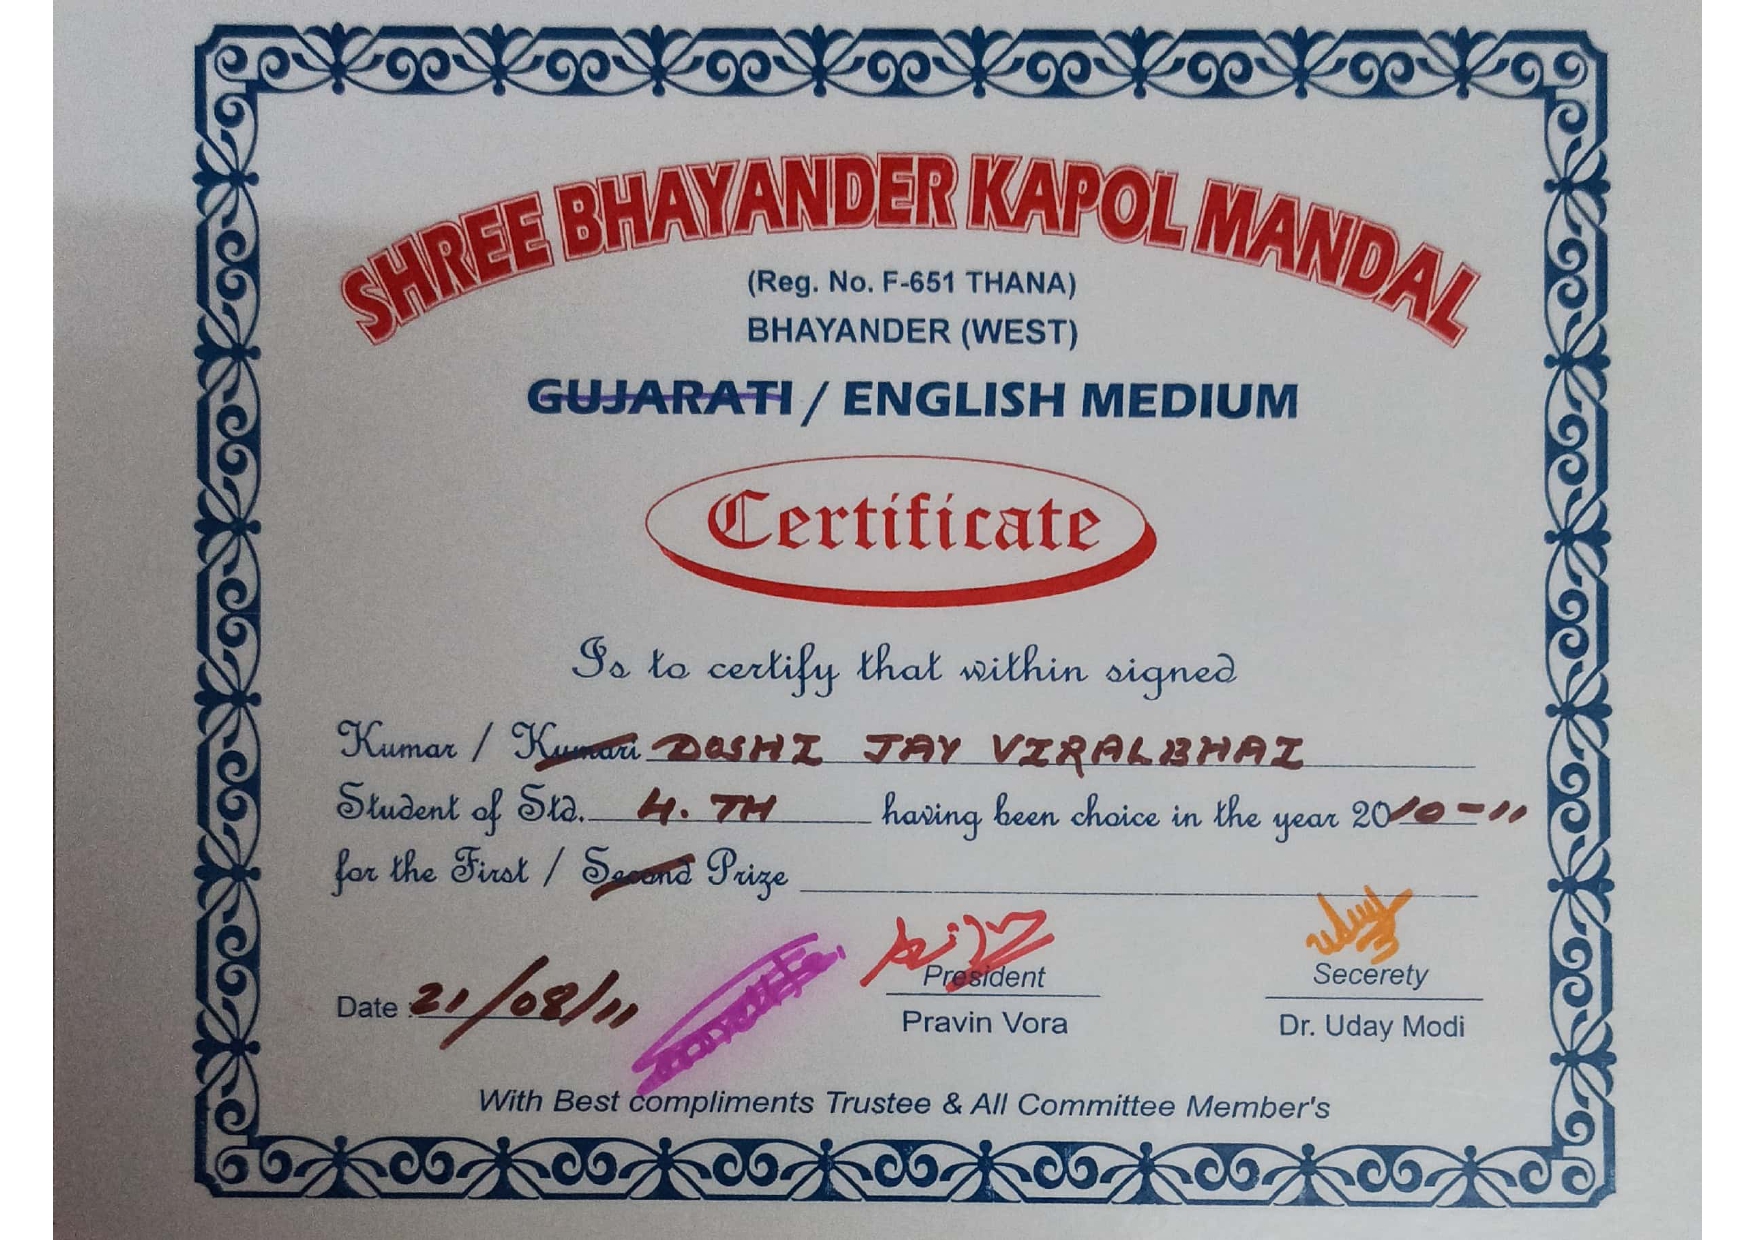 SHREE BHAYANDER KAPOL MANDAL
(Reg. No. F-651 THANA)
BHAYANDER (WEST)
GUJARATI / ENGLISH MEDIUM
Certificate
Is to certify that within signed
Kumar / Kumari DOSHI JAY VIRALBHAI
Student of Std. 4.TH having been choice in the year 2010-11
for the First / Second Prize
Date : 21/08/11
President
Pravin Vora
Uday
Secerety
Dr. Uday Modi
With Best compliments Trustee & All Committee Member's